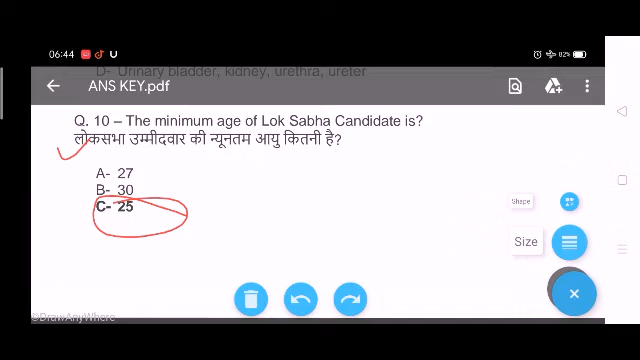 06:44
82%
D- Urinary bladder, kidney, urethra, ureter
ANS KEY.pdf
Q. 10 – The minimum age of Lok Sabha Candidate is?
लोकसभा उम्मीदवार की न्यूनतम आयु कितनी है?
A- 27
B- 30
C- 25
Shape
Size
©DrawAnyWhere